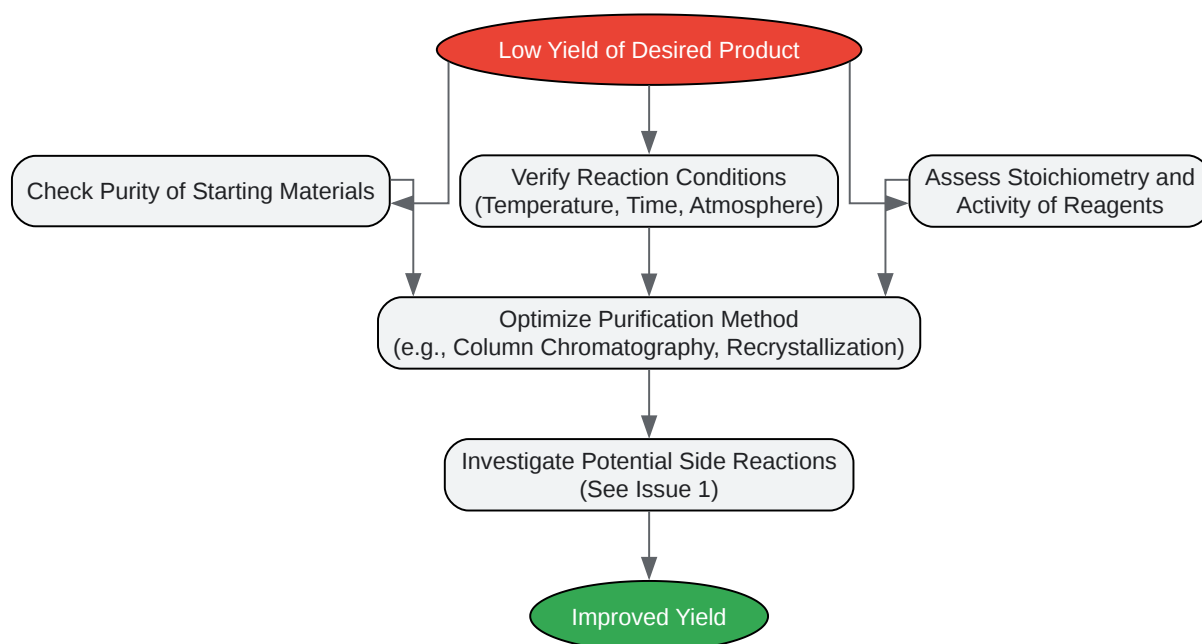 Low Yield of Desired Product
Check Purity of Starting Materials
Verify Reaction Conditions
(Temperature, Time, Atmosphere)
Assess Stoichiometry and
Activity of Reagents
Optimize Purification Method
(e.g., Column Chromatography, Recrystallization)
Investigate Potential Side Reactions
(See Issue 1)
Improved Yield